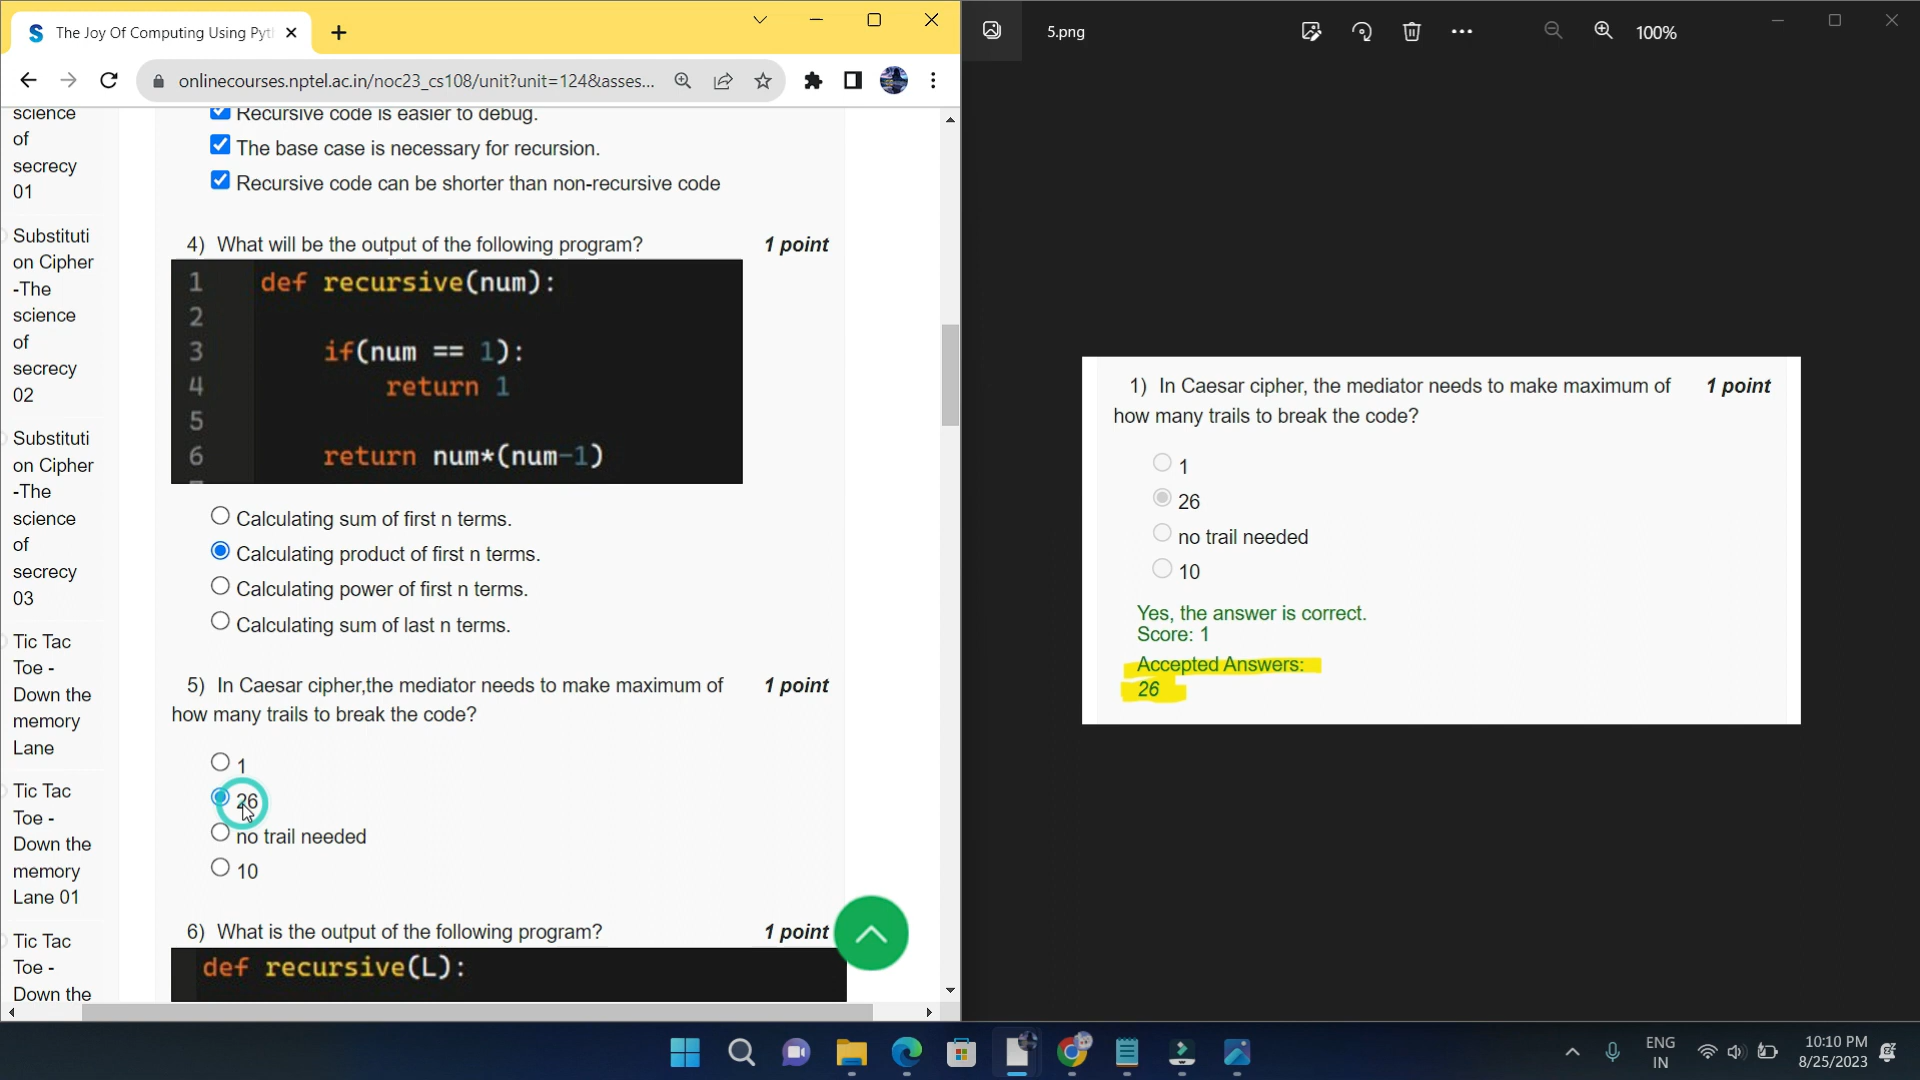 The Joy Of Computing Using Pyt
onlinecourses.nptel.ac.in/noc23_cs108/unit?unit=124&asses...
science
of
secrecy
01
Substituti
on Cipher
-The
science
of
secrecy
02
Substituti
on Cipher
-The
science
of
secrecy
03
Tic Tac
Toe -
Down the
memory
Lane
Tic Tac
Toe -
Down the
memory
Lane 01
Tic Tac
Toe -
Down the
Recursive code is easier to debug.
The base case is necessary for recursion.
Recursive code can be shorter than non-recursive code
4) What will be the output of the following program? 1 point
1 def recursive(num):
2
3 if(num == 1):
4 return 1
5
6 return num*(num-1)
Calculating sum of first n terms.
Calculating product of first n terms.
Calculating power of first n terms.
Calculating sum of last n terms.
5) In Caesar cipher,the mediator needs to make maximum of 1 point
how many trails to break the code?
1
26
no trail needed
10
6) What is the output of the following program? 1 point
def recursive(L):
5.png
100%
1) In Caesar cipher, the mediator needs to make maximum of 1 point
how many trails to break the code?
1
26
no trail needed
10
Yes, the answer is correct.
Score: 1
Accepted Answers:
26
ENG
IN
10:10 PM
8/25/2023